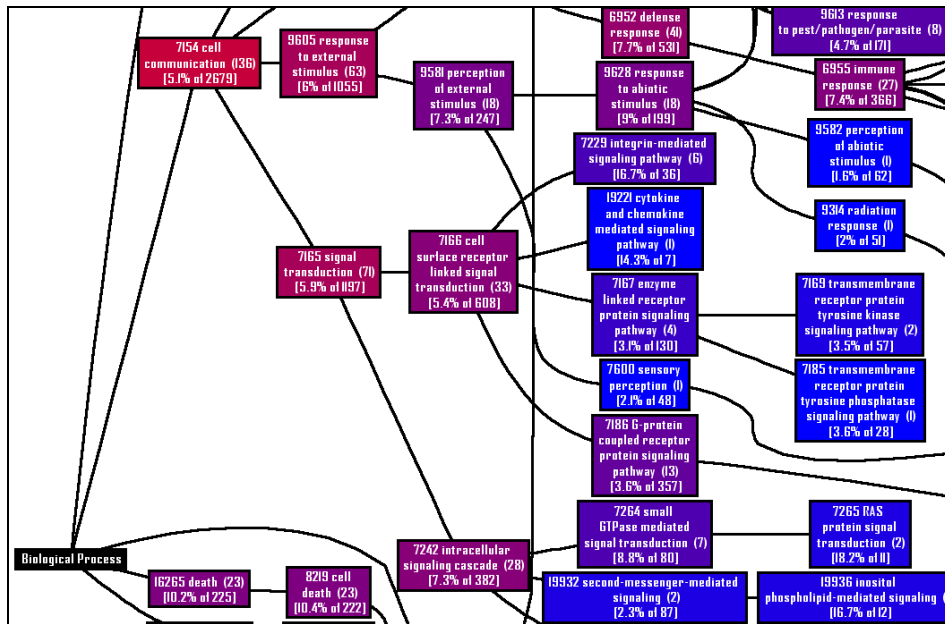 7154 cell
communication (136)
[5.1% of 2679]
9605 response
to external
stimulus (63)
[6% of 1055]
9581 perception
of external
stimulus (18)
[7.3% of 247]
6952 defense
response (41)
[7.7% of 531]
9613 response
to pest/pathogen/parasite (8)
[4.7% of 171]
9628 response
to abiotic
stimulus (18)
[9% of 199]
6955 immune
response (27)
[7.4% of 366]
7229 integrin-mediated
signaling pathway (6)
[16.7% of 36]
9582 perception
of abiotic
stimulus (1)
[1.6% of 62]
19221 cytokine
and chemokine
mediated signaling
pathway (1)
[14.3% of 7]
9314 radiation
response (1)
[2% of 51]
7165 signal
transduction (71)
[5.9% of 1197]
7166 cell
surface receptor
linked signal
transduction (33)
[5.4% of 608]
7167 enzyme
linked receptor
protein signaling
pathway (4)
[3.1% of 130]
7169 transmembrane
receptor protein
tyrosine kinase
signaling pathway (2)
[3.5% of 57]
7600 sensory
perception (1)
[2.1% of 48]
7185 transmembrane
receptor protein
tyrosine phosphatase
signaling pathway (1)
[3.6% of 28]
7186 G-protein
coupled receptor
protein signaling
pathway (13)
[3.6% of 357]
7264 small
GTPase mediated
signal transduction (7)
[8.8% of 80]
7265 RAS
protein signal
transduction (2)
[18.2% of 11]
Biological Process
7242 intracellular
signaling cascade (28)
[7.3% of 382]
16265 death (23)
[10.2% of 225]
8219 cell
death (23)
[10.4% of 222]
19932 second-messenger-mediated
signaling (2)
[2.3% of 87]
19936 inositol
phospholipid-mediated signaling (
[16.7% of 12]